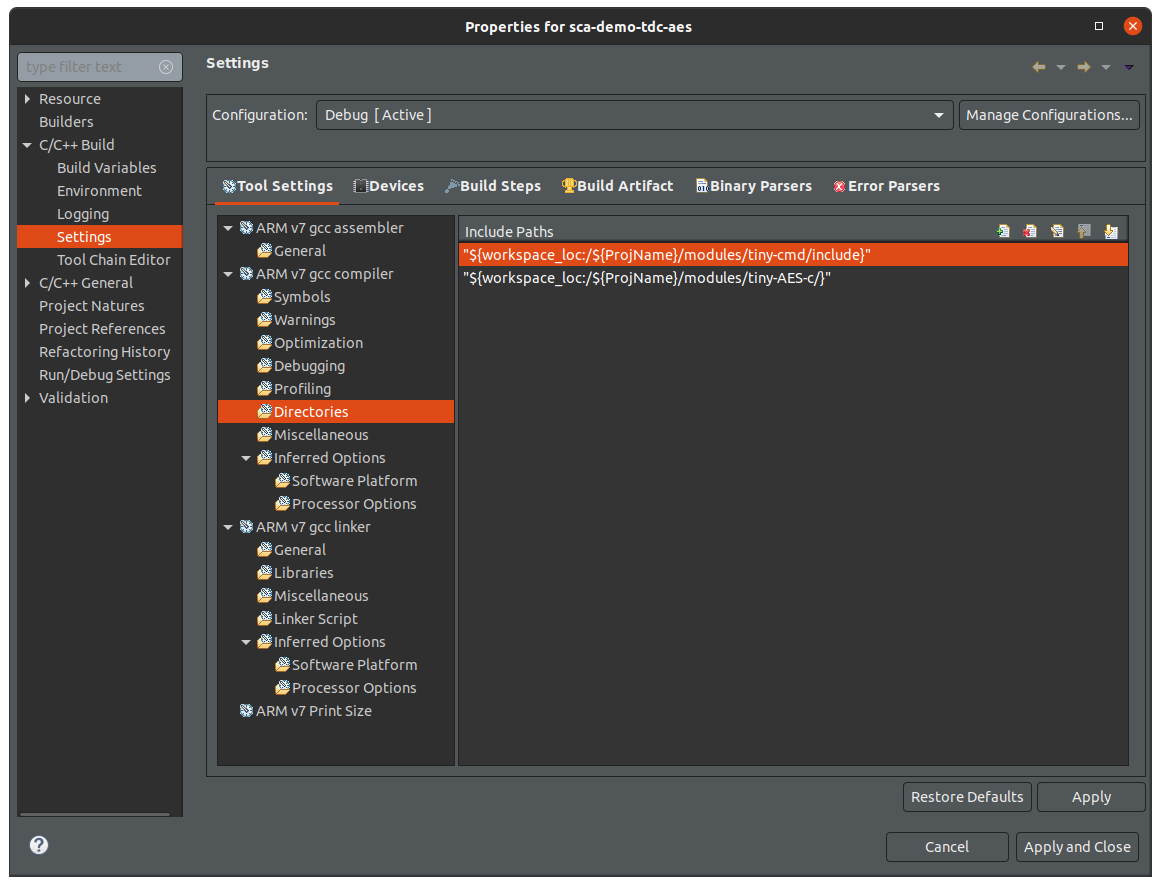 Properties for sca-demo-tdc-aes
type filter text
Resource
Builders
C/C++ Build
Build Variables
Environment
Logging
Settings
Tool Chain Editor
C/C++ General
Project Natures
Project References
Refactoring History
Run/Debug Settings
Validation
Settings
Configuration:
Debug [ Active ]
Manage Configurations...
Tool Settings
Devices
Build Steps
Build Artifact
Binary Parsers
Error Parsers
ARM v7 gcc assembler
General
ARM v7 gcc compiler
Symbols
Warnings
Optimization
Debugging
Profiling
Directories
Miscellaneous
Inferred Options
Software Platform
Processor Options
ARM v7 gcc linker
General
Libraries
Miscellaneous
Linker Script
Inferred Options
Software Platform
Processor Options
ARM v7 Print Size
Include Paths
"${workspace_loc:/${ProjName}/modules/tiny-cmd/include}"
"${workspace_loc:/${ProjName}/modules/tiny-AES-c/}"
Restore Defaults
Apply
?
Cancel
Apply and Close